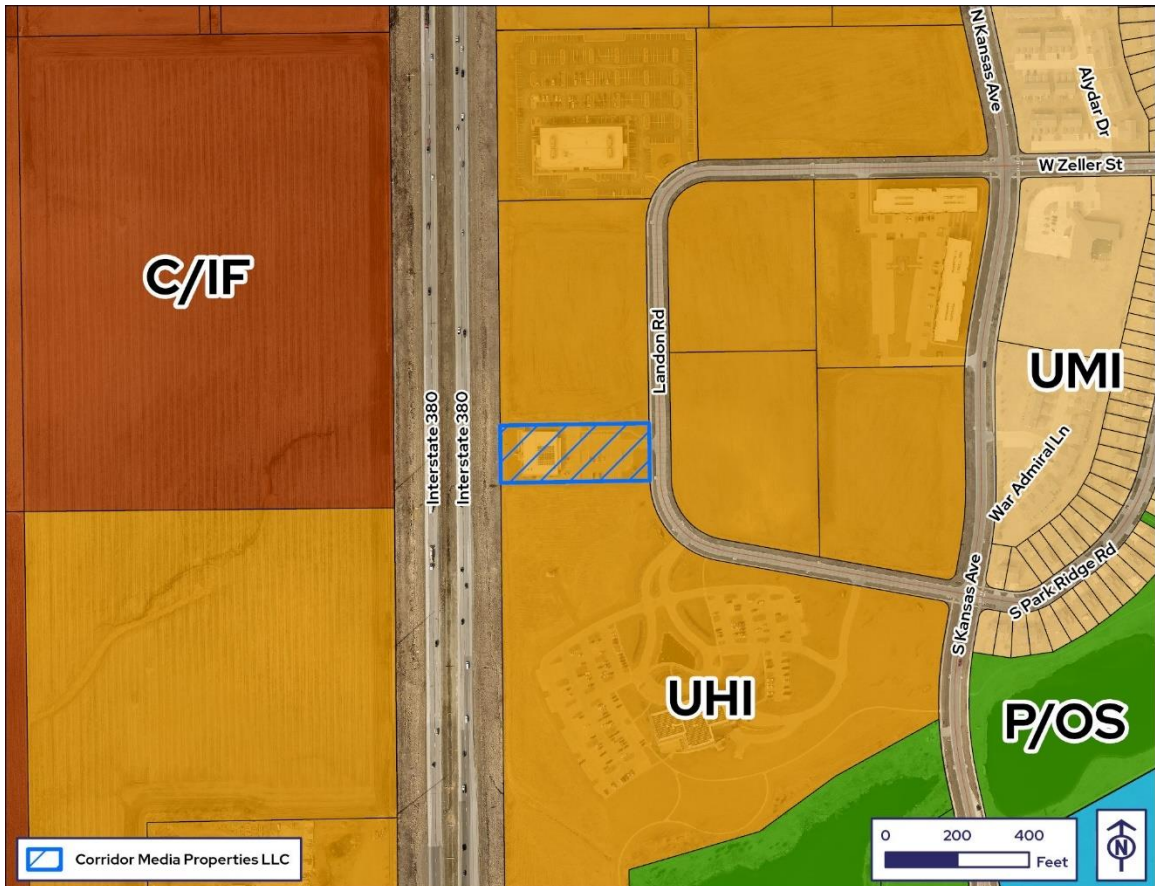 N Kansas Ave
Alydar Dr
W Zeller St
C/IF
Landon Rd
UMI
Interstate 380
Interstate 380
War Admiral Ln
S Park Ridge Rd
S Kansas Ave
UHI
P/OS
Corridor Media Properties LLC
0 200 400
Feet
N